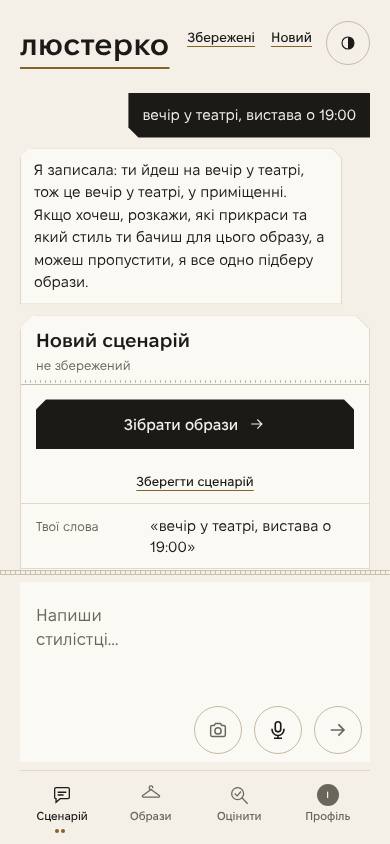 люстерко
Збережені
Новий
вечір у театрі, вистава о 19:00
Я записала: ти йдеш на вечір у театрі,
тож це вечір у театрі, у приміщенні.
Якщо хочеш, розкажи, які прикраси та
який стиль ти бачиш для цього образу, а
можеш пропустити, я все одно підберу
образи.
Новий сценарій
не збережений
Зібрати образи →
Зберегти сценарій
Твої слова
«вечір у театрі, вистава о
19:00»
Напиши
стилістці...
Сценарій
Образи
Оцінити
І
Профіль